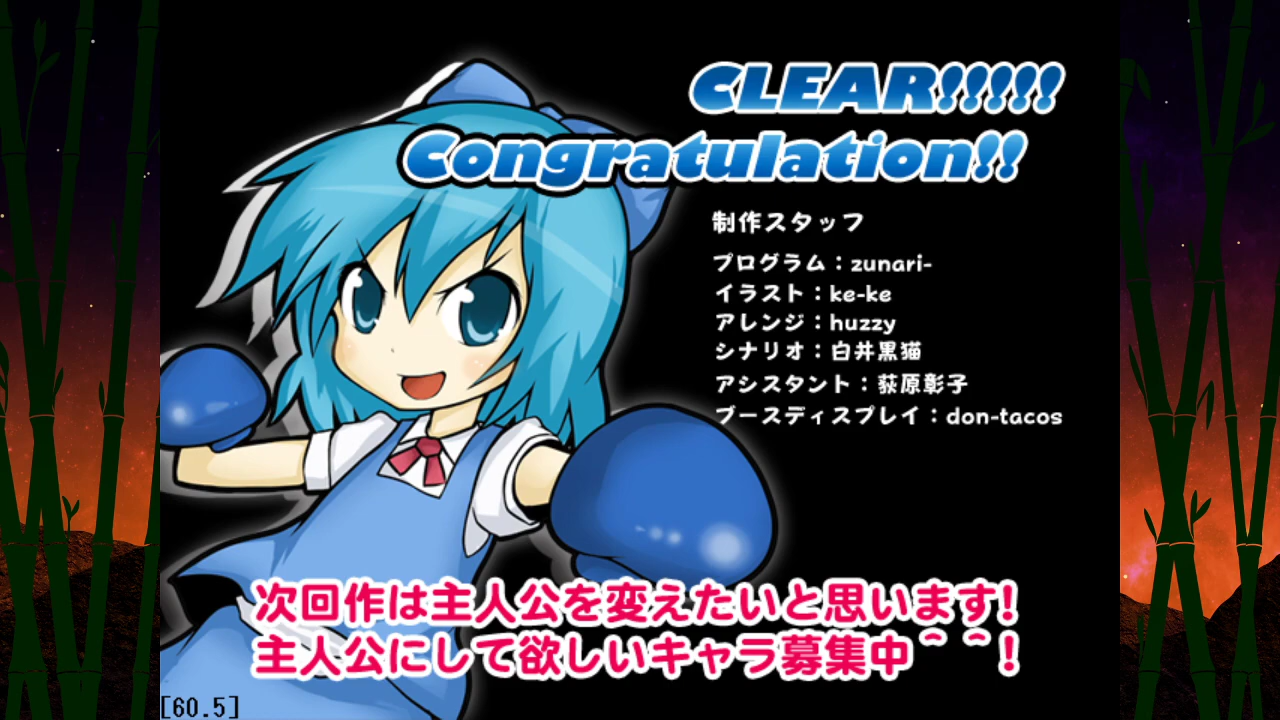 CLEAR!!!!!
Congratulation!!
制作スタッフ
プログラム：zunari-
イラスト：ke-ke
アレンジ：huzzy
シナリオ：白井黒猫
アシスタント：荻原彰子
ブースディスプレイ：don-tacos
次回作は主人公を変えたいと思います!
主人公にして欲しいキャラ募集中＾＾！
[60.5]